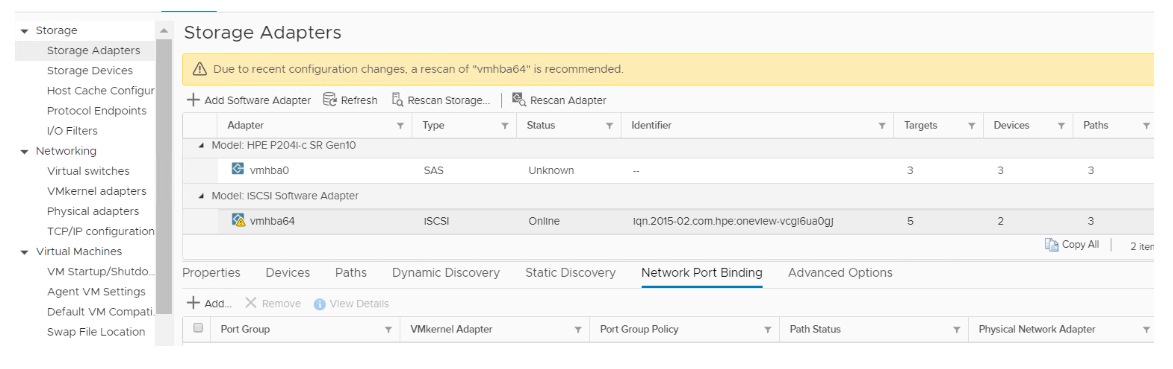 Storage
Storage Adapters
Storage Devices
Host Cache Configur
Protocol Endpoints
I/O Filters
Networking
Virtual switches
VMkernel adapters
Physical adapters
TCP/IP configuration
Virtual Machines
VM Startup/Shutdo...
Agent VM Settings
Default VM Compati...
Swap File Location
Storage Adapters
Due to recent configuration changes, a rescan of "vmhba64" is recommended.
Add Software Adapter Refresh Rescan Storage... Rescan Adapter
Adapter Type Status Identifier Targets Devices Paths
Model: HPE P204i-c SR Gen10
vmhba0 SAS Unknown -- 3 3 3
Model: iSCSI Software Adapter
vmhba64 iSCSI Online iqn.2015-02.com.hpe:oneview-vcgi6ua0gj 5 2 3
Copy All 2 iten
Properties Devices Paths Dynamic Discovery Static Discovery Network Port Binding Advanced Options
Add... Remove View Details
Port Group VMkernel Adapter Port Group Policy Path Status Physical Network Adapter